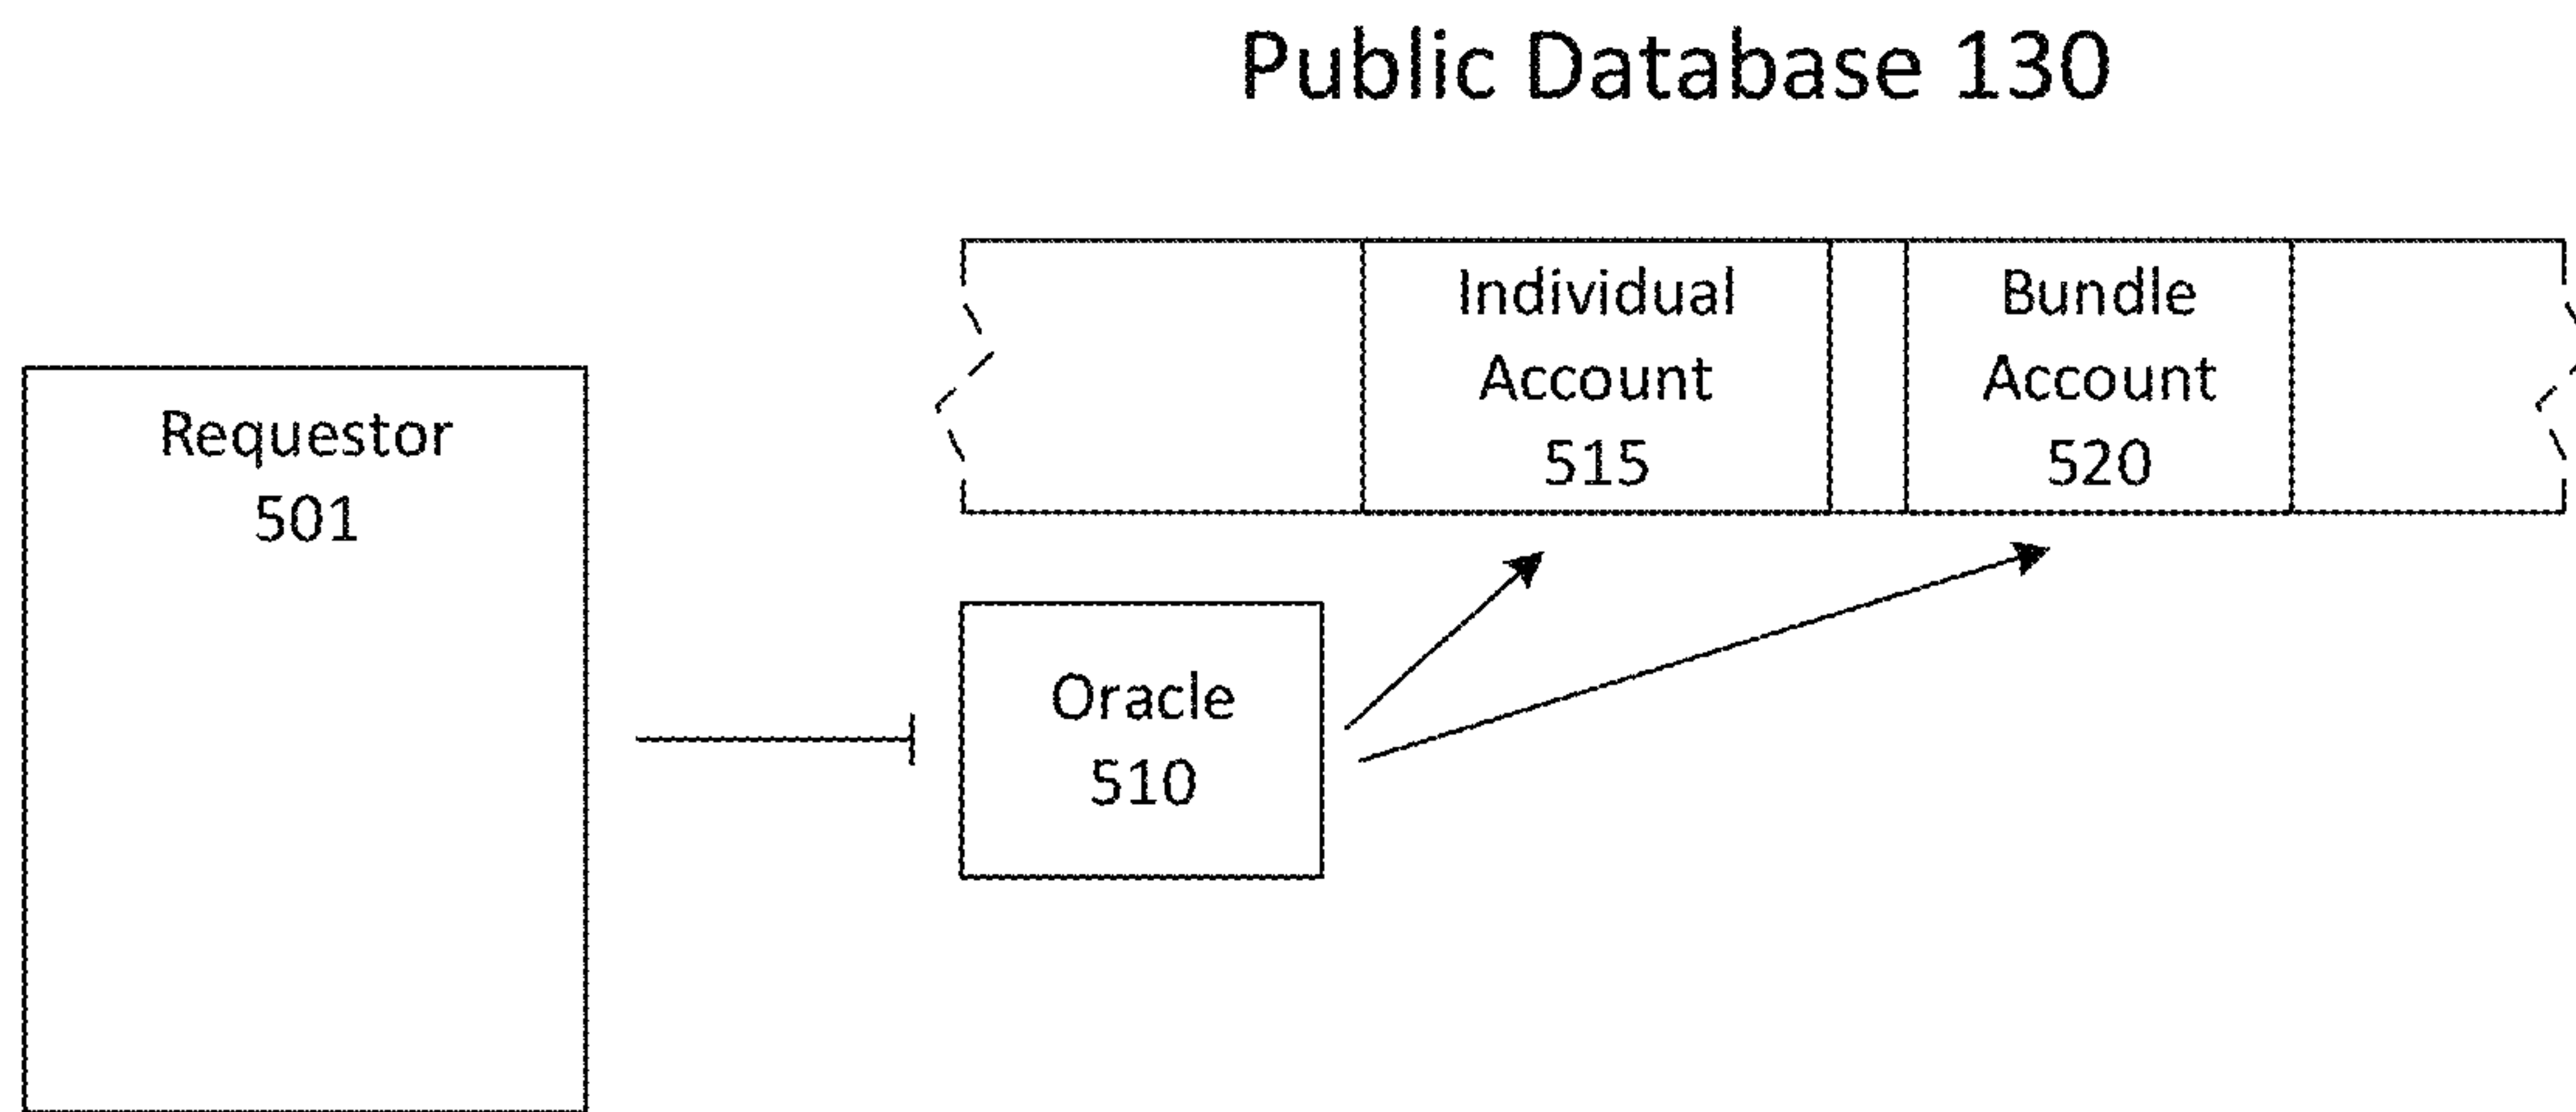 Public Database 130
Individual
Account
515
Bundle
Account
520
Requestor
501
Oracle
510